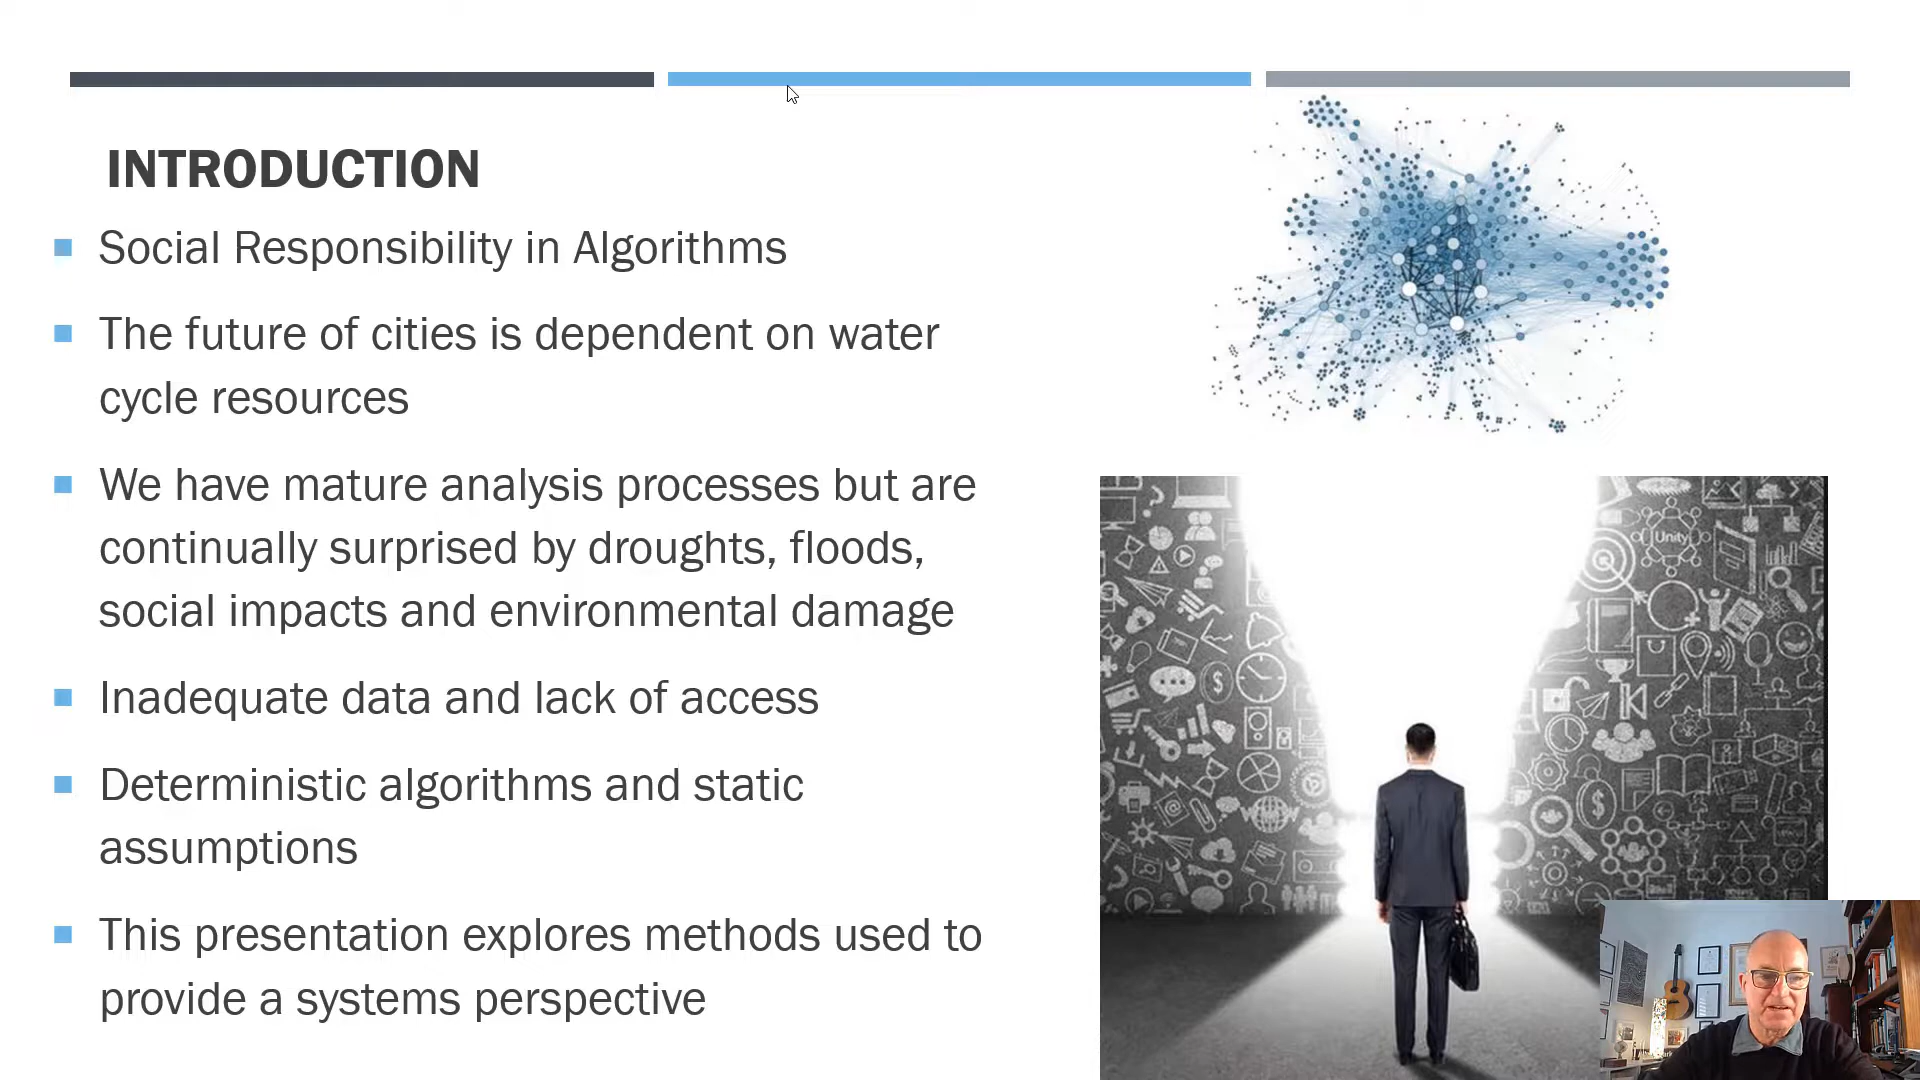 INTRODUCTION
Social Responsibility in Algorithms
The future of cities is dependent on water
cycle resources
We have mature analysis processes but are
continually surprised by droughts, floods,
social impacts and environmental damage
Inadequate data and lack of access
Deterministic algorithms and static
assumptions
This presentation explores methods used to
provide a systems perspective
Unity